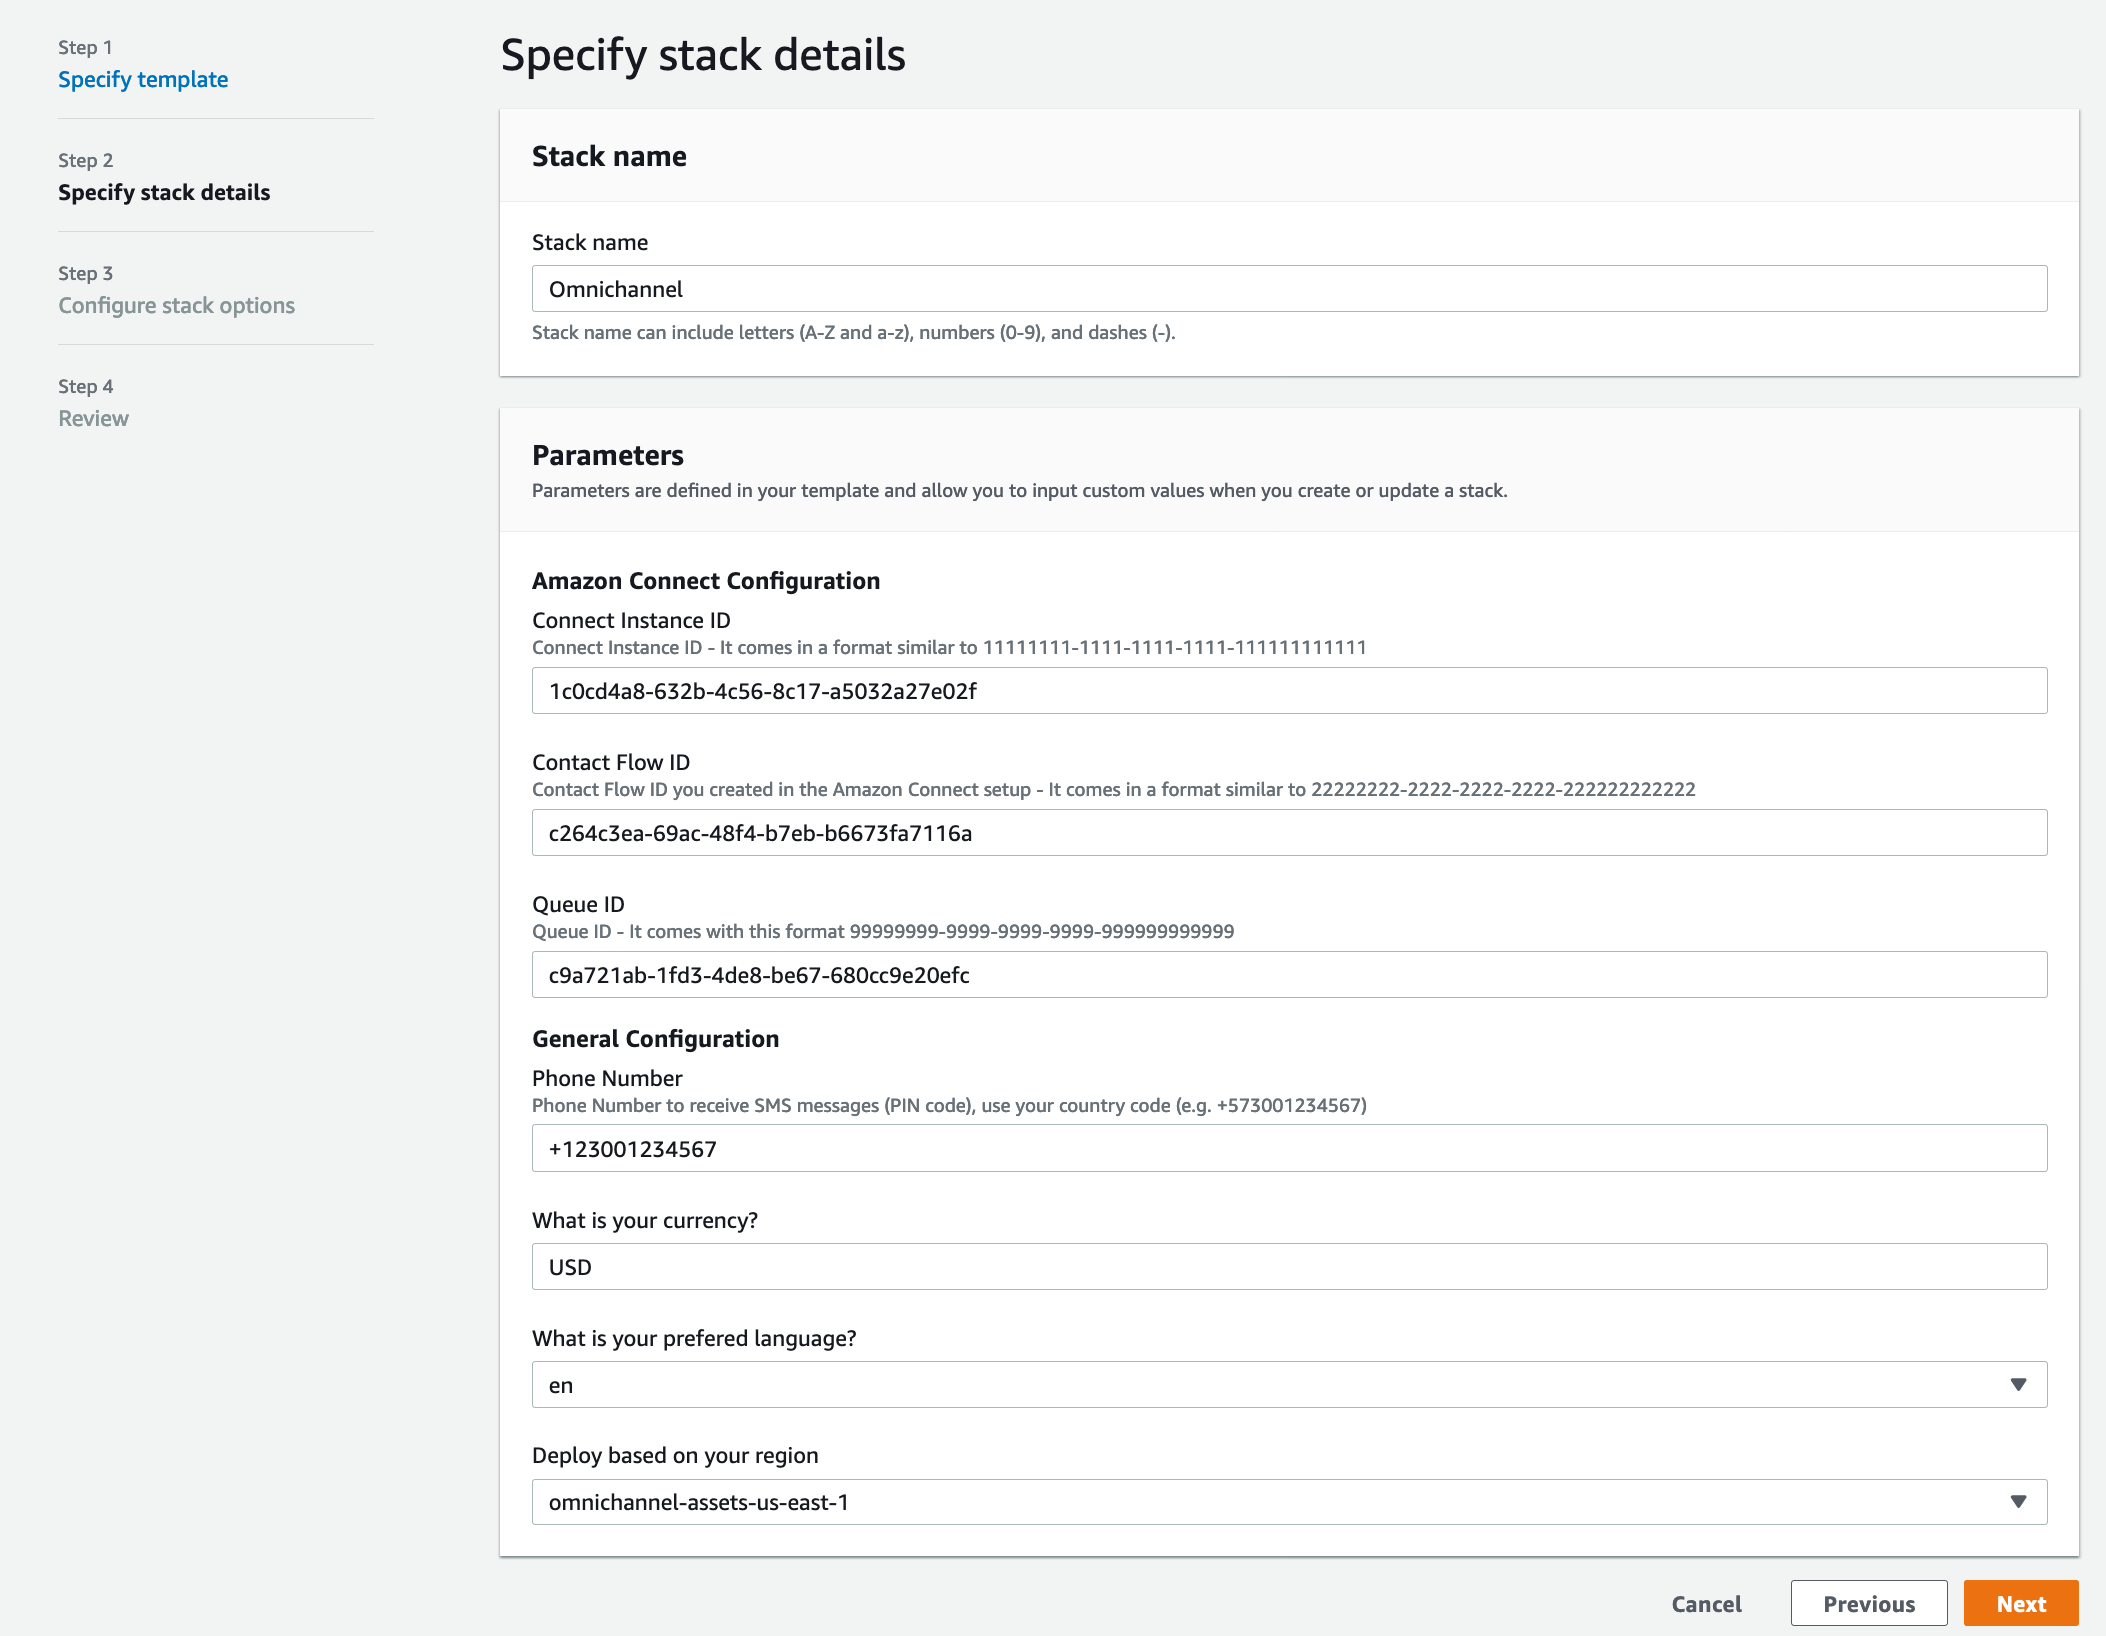 Step 1
Specify template
Step 2
Specify stack details
Step 3
Configure stack options
Step 4
Review
Specify stack details
Stack name
Stack name
Omnichannel
Stack name can include letters (A-Z and a-z), numbers (0-9), and dashes (-).
Parameters
Parameters are defined in your template and allow you to input custom values when you create or update a stack.
Amazon Connect Configuration
Connect Instance ID
Connect Instance ID - It comes in a format similar to 11111111-1111-1111-1111-111111111111
1c0cd4a8-632b-4c56-8c17-a5032a27e02f
Contact Flow ID
Contact Flow ID you created in the Amazon Connect setup - It comes in a format similar to 22222222-2222-2222-2222-222222222222
c264c3ea-69ac-48f4-b7eb-b6673fa7116a
Queue ID
Queue ID - It comes with this format 99999999-9999-9999-9999-999999999999
c9a721ab-1fd3-4de8-be67-680cc9e20efc
General Configuration
Phone Number
Phone Number to receive SMS messages (PIN code), use your country code (e.g. +573001234567)
+123001234567
What is your currency?
USD
What is your prefered language?
en
Deploy based on your region
omnichannel-assets-us-east-1
Cancel
Previous
Next